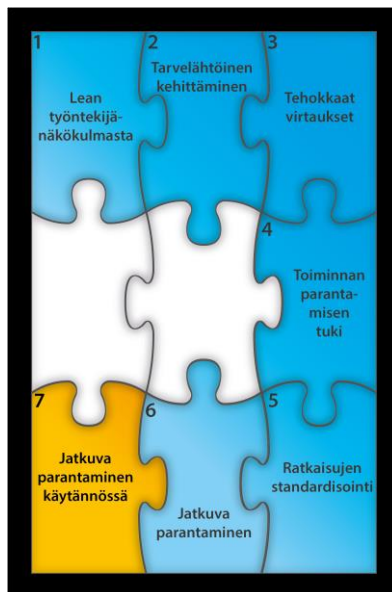 1
Lean
työntekijä-
näkökulmasta
2
Tarvelähtöinen
kehittäminen
3
Tehokkaat
virtaukset
4
Toiminnan
paranta-
misen
tuki
5
Ratkaisujen
standardisointi
6
Jatkuva
parantaminen
7
Jatkuva
parantaminen
käytännössä